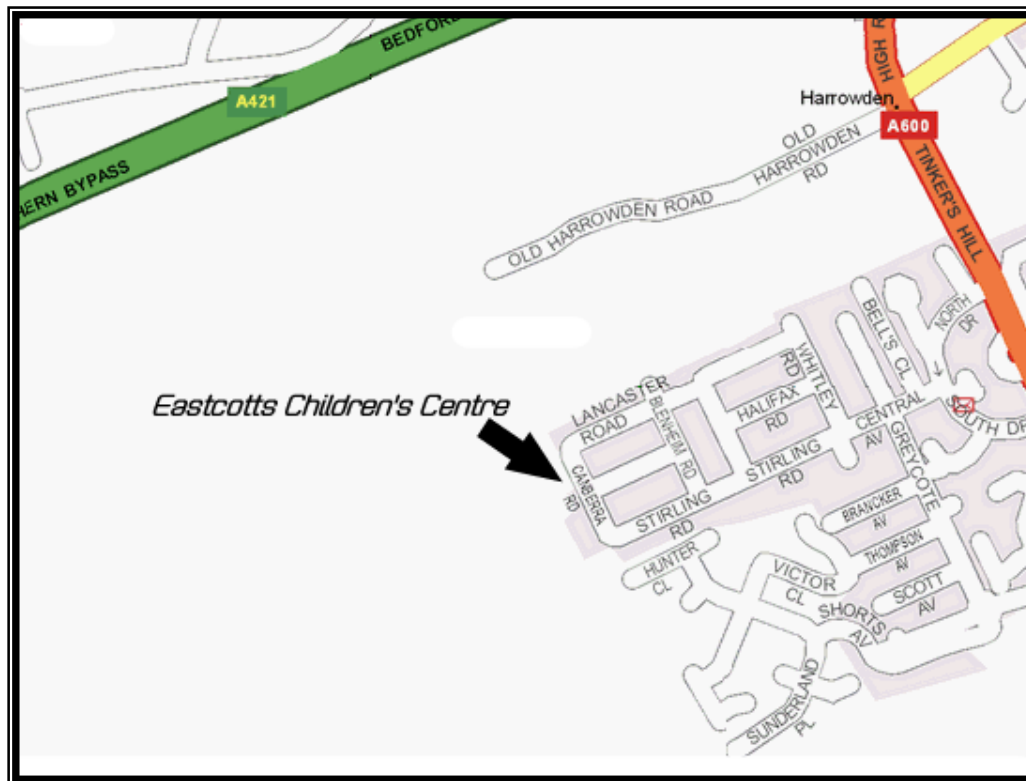 BEDFOR
HIGH R
A421
Harrowden
A600
OLD
HARROWDEN
RD
TINKER'S HILL
HERN BYPASS
OLD HARROWDEN ROAD
NORTH
DR
BELL'S CL
WHITLEY
RD
LANCASTER
ROAD
Eastcotts Children's Centre
BLENHEIM RD
HALIFAX
RD
CENTRAL
AV
SOUTH DR
GREYCOTE
STIRLING
RD
CANBERRA
RD
STIRLING
RD
BRANCKER
AV
HUNTER
CL
THOMPSON
AV
VICTOR
CL
SCOTT
AV
SHORTS
AV
SUNDERLAND
PL